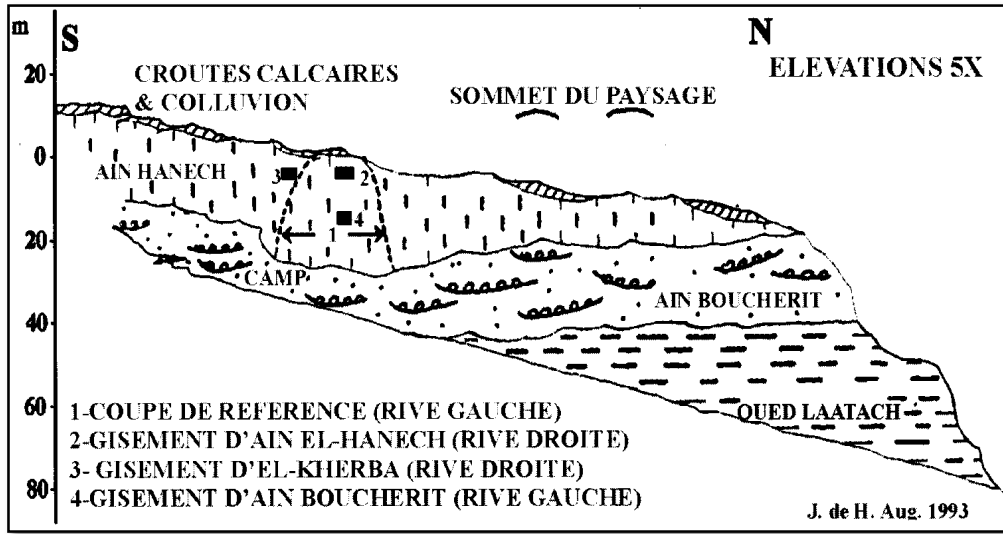 m
S
N
20
0
20
40
60
80
CROUTES CALCAIRES
& COLLUVION
SOMMET DU PAYSAGE
ELEVATIONS 5X
AIN HANECH
3
2
4
1
CAMP
AIN BOUCHERIT
OUED LAATACH
1-COUPE DE REFERENCE (RIVE GAUCHE)
2-GISEMENT D'AIN EL-HANECH (RIVE DROITE)
3- GISEMENT D'EL-KHERBA (RIVE DROITE)
4-GISEMENT D'AIN BOUCHERIT (RIVE GAUCHE)
J. de H. Aug. 1993